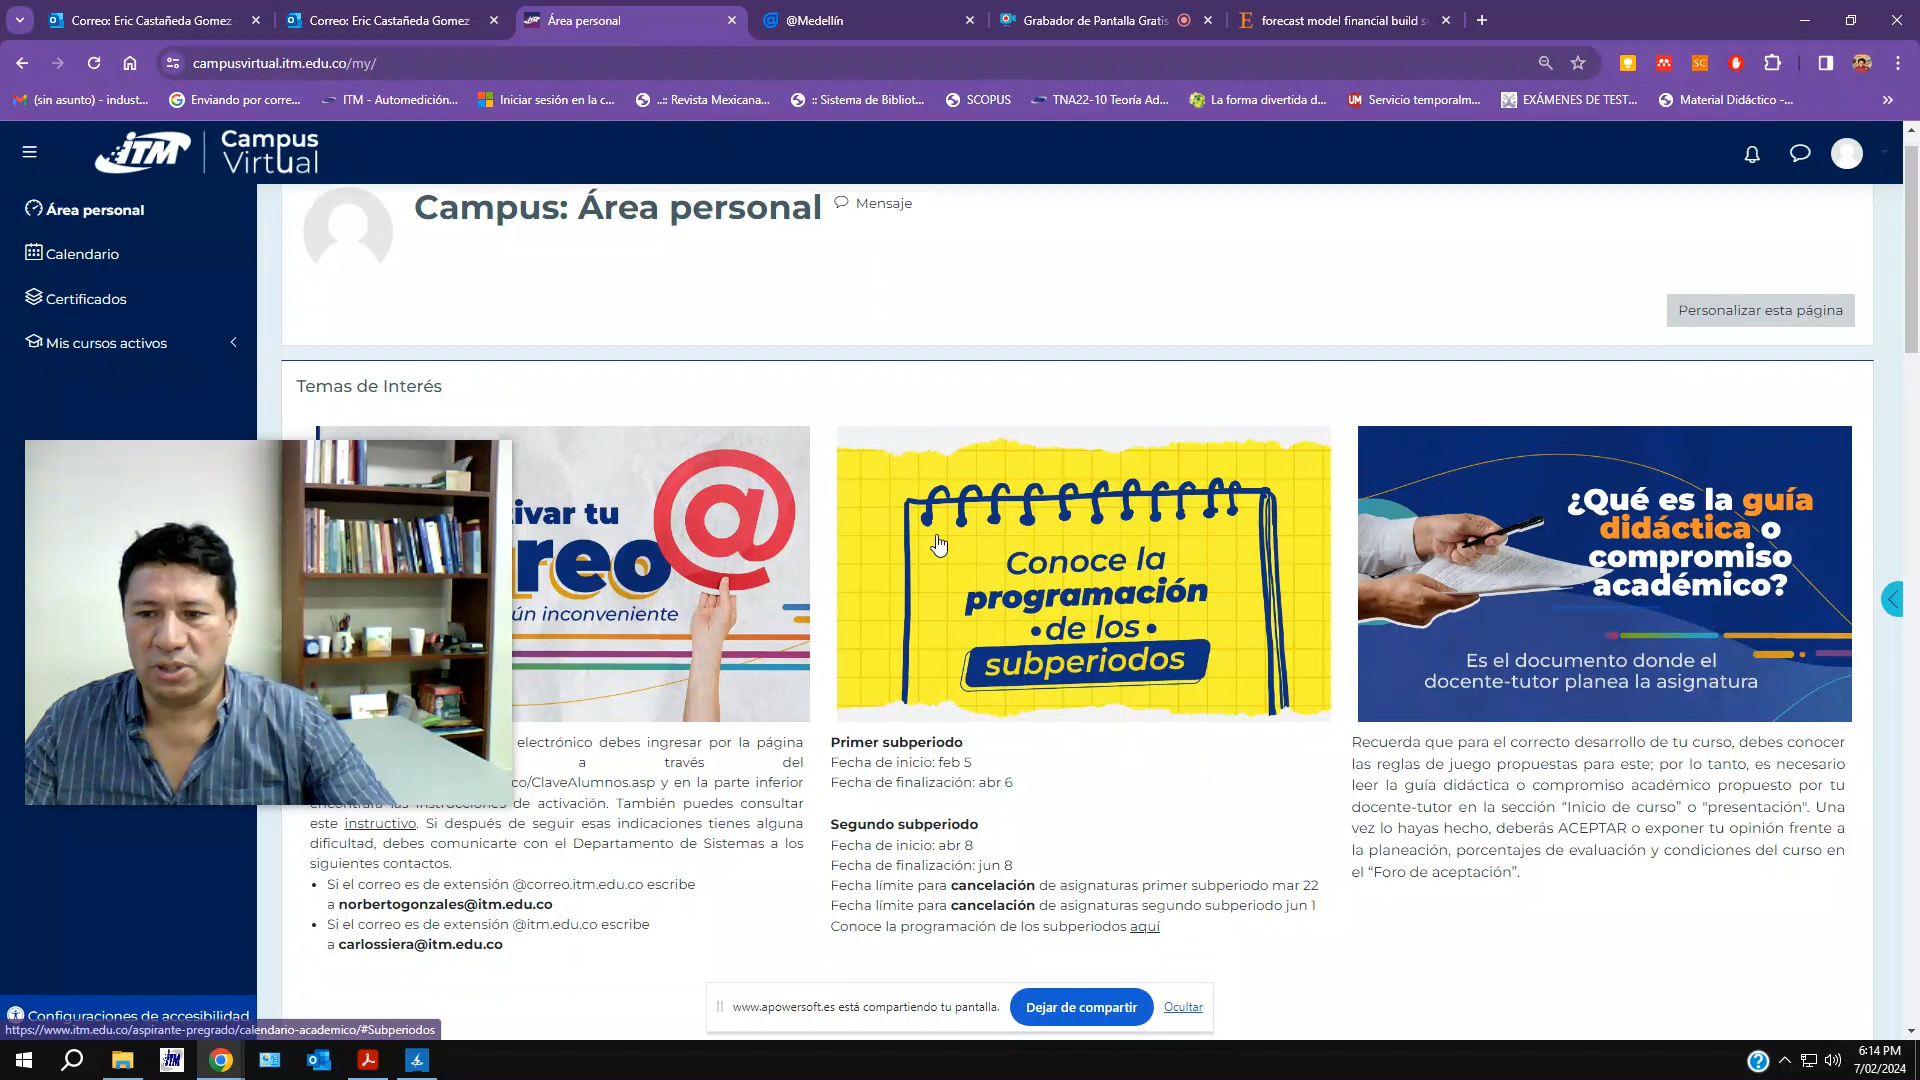 Correo: Eric Castañeda Gomez
Correo: Eric Castañeda Gomez
Área personal
@Medellín
Grabador de Pantalla Gratis
forecast model financial build s
campusvirtual.itm.edu.co/my/
(sin asunto) - indust...
Enviando por corre...
ITM - Automedición...
Iniciar sesión en la c...
..:: Revista Mexicana...
:: Sistema de Bibliot...
SCOPUS
TNA22-10 Teoría Ad...
La forma divertida d...
UM Servicio temporalm...
EXÁMENES DE TEST...
Material Didáctico -...
iTM
Campus
Virtual
Área personal
Calendario
Certificados
Mis cursos activos
Campus: Área personal
Mensaje
Personalizar esta página
Temas de Interés
ivar tu
reo
@
ún inconveniente
electrónico debes ingresar por la página
a través del
co/ClaveAlumnos.asp y en la parte inferior
encontrará las instrucciones de activación. También puedes consultar
este instructivo. Si después de seguir esas indicaciones tienes alguna
dificultad, debes comunicarte con el Departamento de Sistemas a los
siguientes contactos.
• Si el correo es de extensión @correo.itm.edu.co escribe
a norbertogonzales@itm.edu.co
• Si el correo es de extensión @itm.edu.co escribe
a carlossiera@itm.edu.co
Conoce la
programación
•de los•
subperiodos
Primer subperiodo
Fecha de inicio: feb 5
Fecha de finalización: abr 6
Segundo subperiodo
Fecha de inicio: abr 8
Fecha de finalización: jun 8
Fecha límite para cancelación de asignaturas primer subperiodo mar 22
Fecha límite para cancelación de asignaturas segundo subperiodo jun 1
Conoce la programación de los subperiodos aquí
¿Qué es la guía
didáctica o
compromiso
académico?
Es el documento donde el
docente-tutor planea la asignatura
Recuerda que para el correcto desarrollo de tu curso, debes conocer
las reglas de juego propuestas para este; por lo tanto, es necesario
leer la guía didáctica o compromiso académico propuesto por tu
docente-tutor en la sección “Inicio de curso” o "presentación". Una
vez lo hayas hecho, deberás ACEPTAR o exponer tu opinión frente a
la planeación, porcentajes de evaluación y condiciones del curso en
el “Foro de aceptación”.
www.apowersoft.es está compartiendo tu pantalla.
Dejar de compartir
Ocultar
Configuraciones de accesibilidad
https://www.itm.edu.co/aspirante-pregrado/calendario-academico/#Subperiodos
6:14 PM
7/02/2024